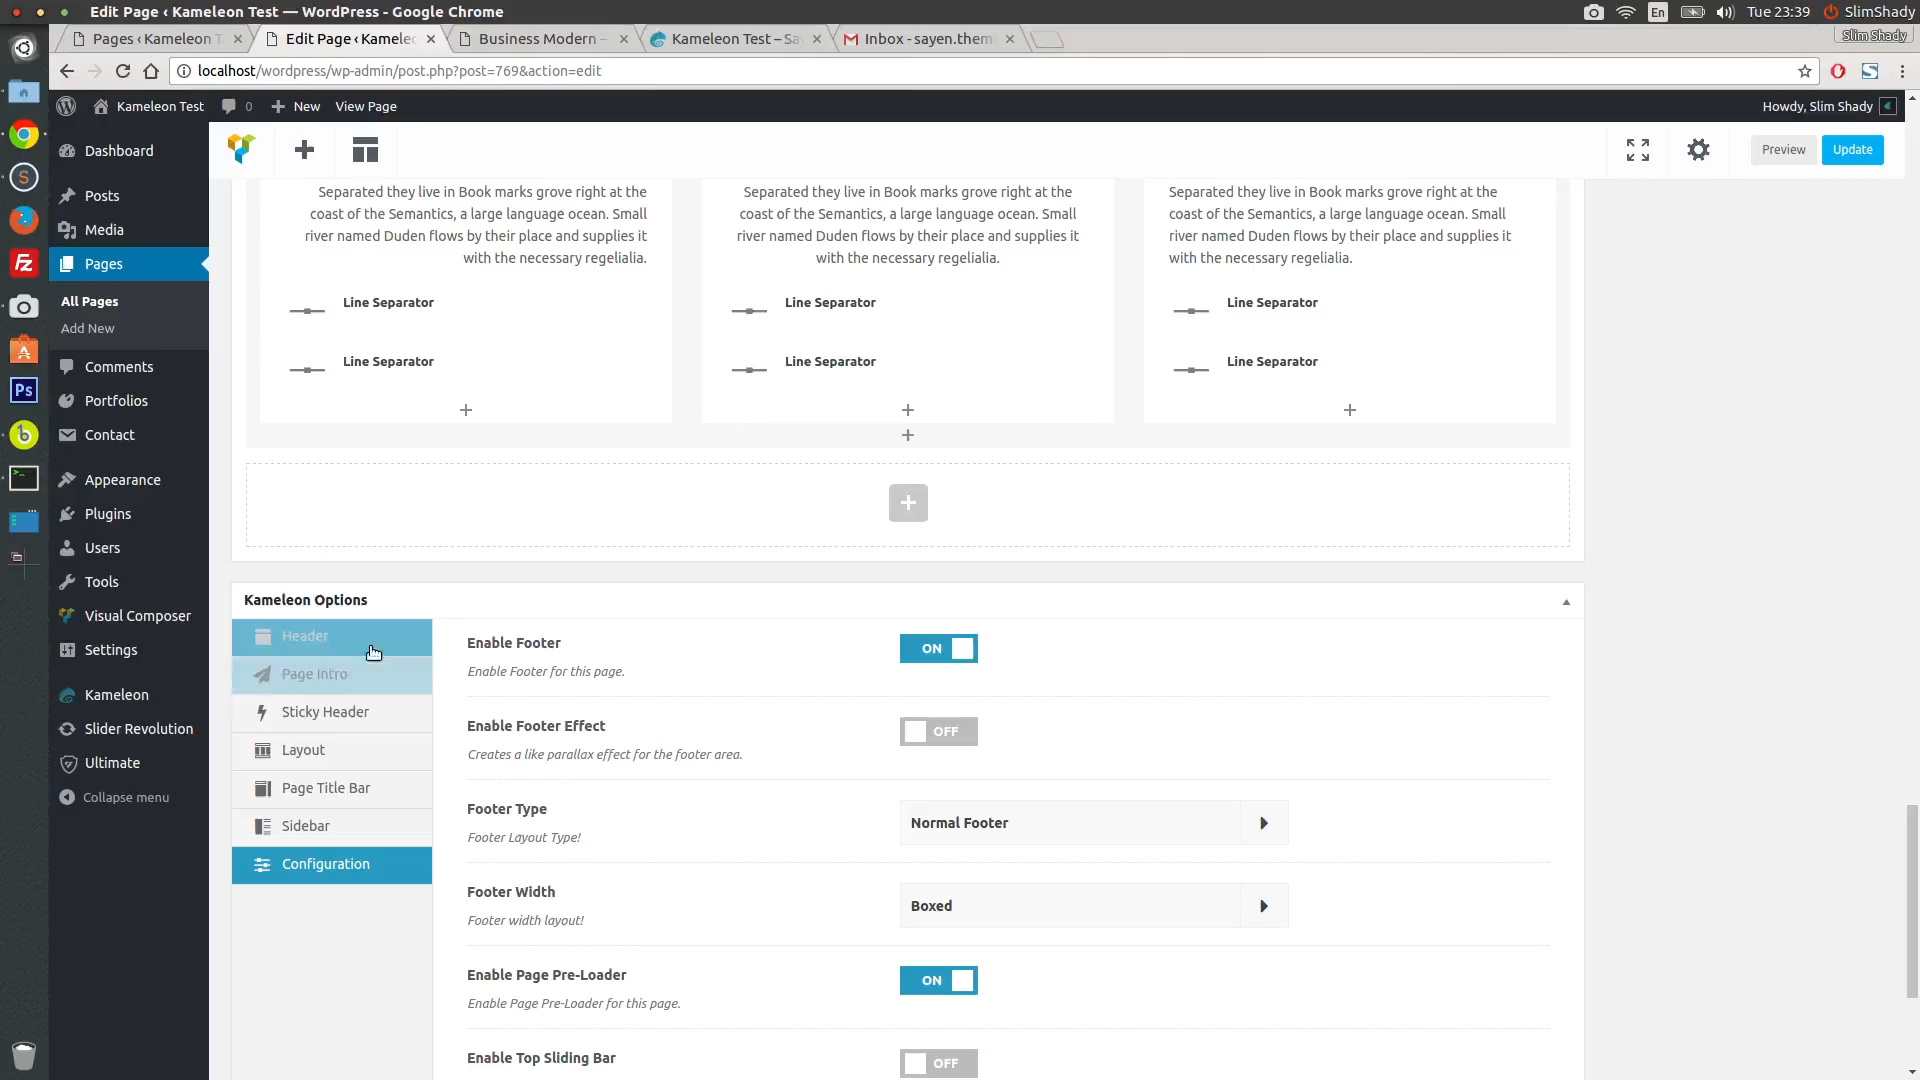 Edit Page ‹ Kameleon Test — WordPress - Google Chrome
En
Tue 23:39
SlimShady
Pages ‹ Kameleon T
Edit Page ‹ Kamelec
Business Modern –
Kameleon Test – Sa
Inbox - sayen.them
Slim Shady
localhost/wordpress/wp-admin/post.php?post=769&action=edit
Kameleon Test
0
New
View Page
Howdy, Slim Shady
Dashboard
Posts
Media
Pages
All Pages
Add New
Comments
Portfolios
Contact
Appearance
Plugins
Users
Tools
Visual Composer
Settings
Kameleon
Slider Revolution
Ultimate
Collapse menu
Ps
Preview
Update
Separated they live in Book marks grove right at the
coast of the Semantics, a large language ocean. Small
river named Duden flows by their place and supplies it
with the necessary regelialia.
Line Separator
Line Separator
Separated they live in Book marks grove right at the
coast of the Semantics, a large language ocean. Small
river named Duden flows by their place and supplies it
with the necessary regelialia.
Line Separator
Line Separator
Separated they live in Book marks grove right at the
coast of the Semantics, a large language ocean. Small
river named Duden flows by their place and supplies it
with the necessary regelialia.
Line Separator
Line Separator
Kameleon Options
Header
Page Intro
Sticky Header
Layout
Page Title Bar
Sidebar
Configuration
Enable Footer
Enable Footer for this page.
ON
Enable Footer Effect
Creates a like parallax effect for the footer area.
OFF
Footer Type
Footer Layout Type!
Normal Footer
Footer Width
Footer width layout!
Boxed
Enable Page Pre-Loader
Enable Page Pre-Loader for this page.
ON
Enable Top Sliding Bar
OFF